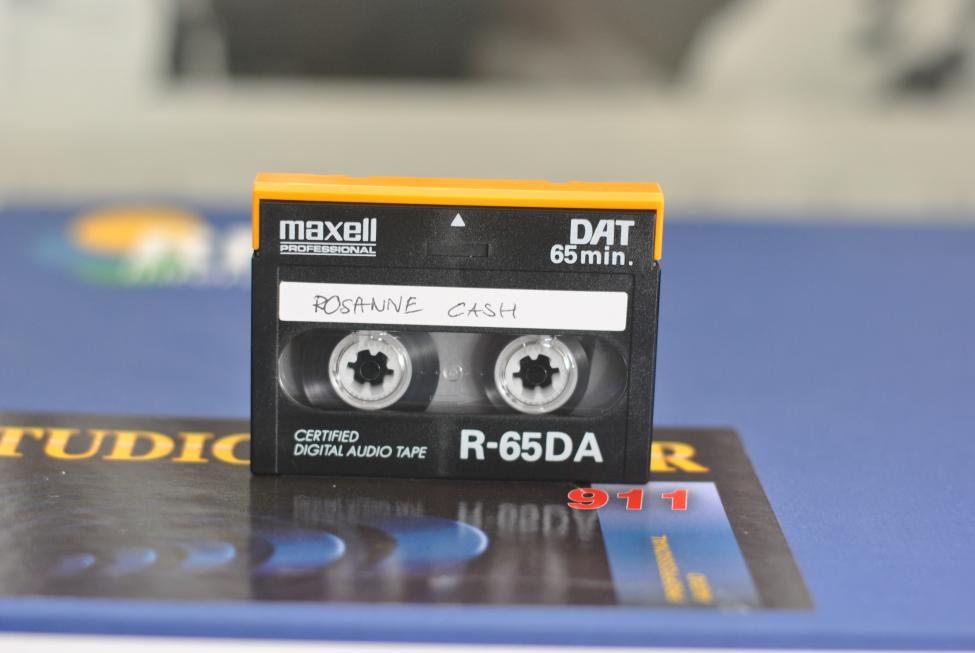 maxell
PROFESSIONAL
DAT
65min.
ROSANNE CASH
CERTIFIED
DIGITAL AUDIO TAPE
R-65DA
TUDIO
R
911